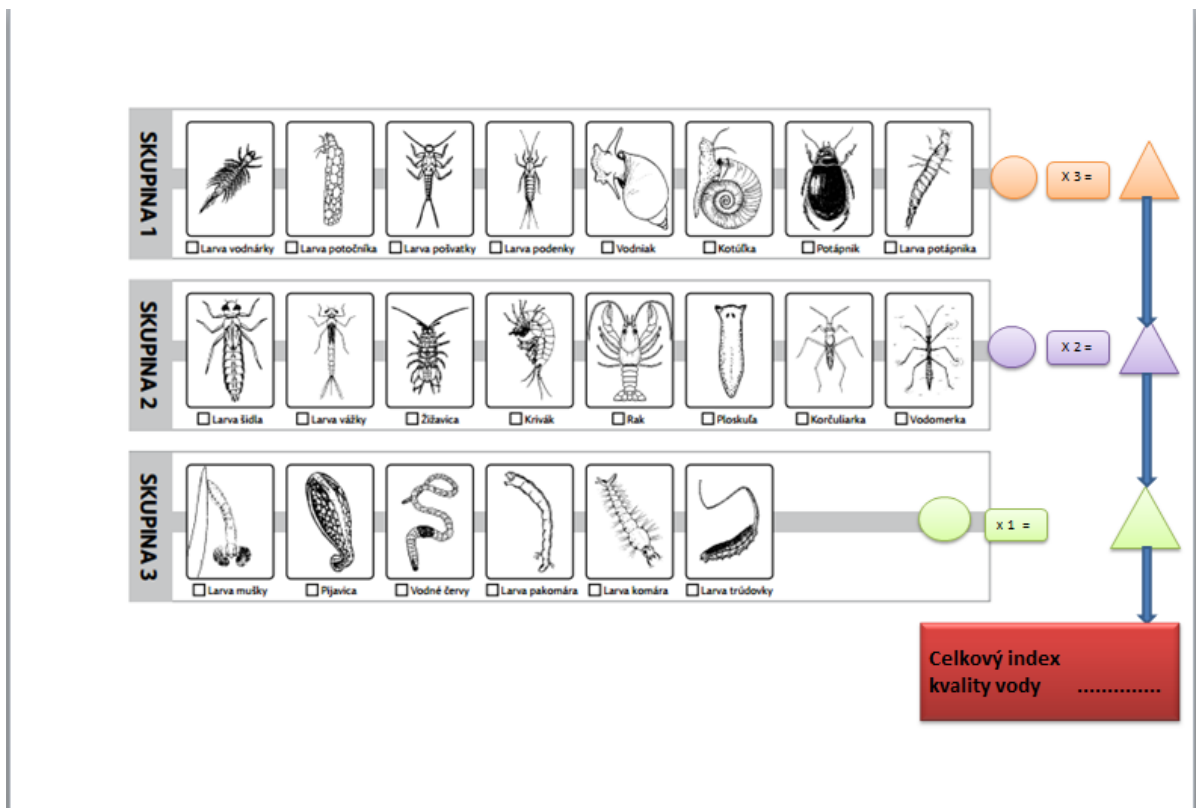 SKUPINA 1
Larva vodnárky
Larva potočníka
Larva pošvatky
Larva podenky
Vodniak
Kotúľka
Potápnik
Larva potápnika
X 3 =
SKUPINA 2
Larva šidla
Larva vážky
Žižavica
Krivák
Rak
Ploskuľa
Korčuliarka
Vodomerka
X 2 =
SKUPINA 3
Larva mušky
Pijavica
Vodné červy
Larva pakomára
Larva komára
Larva trúdovky
x 1 =
Celkový index
kvality vody ..............